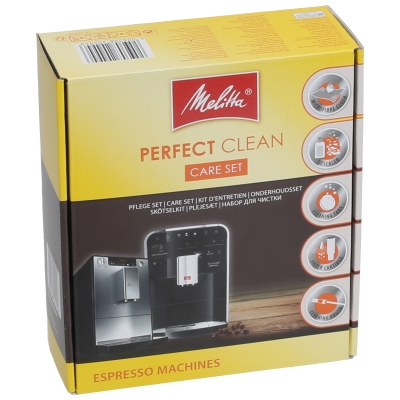 Melitta
PERFECT CLEAN
CARE SET
PFLEGE SET | CARE SET | KIT D'ENTRETIEN | ONDERHOUDSSET
SKÖTSELKIT | PLEJESÆT | НАБОР ДЛЯ ЧИСТКИ
ESPRESSO MACHINES